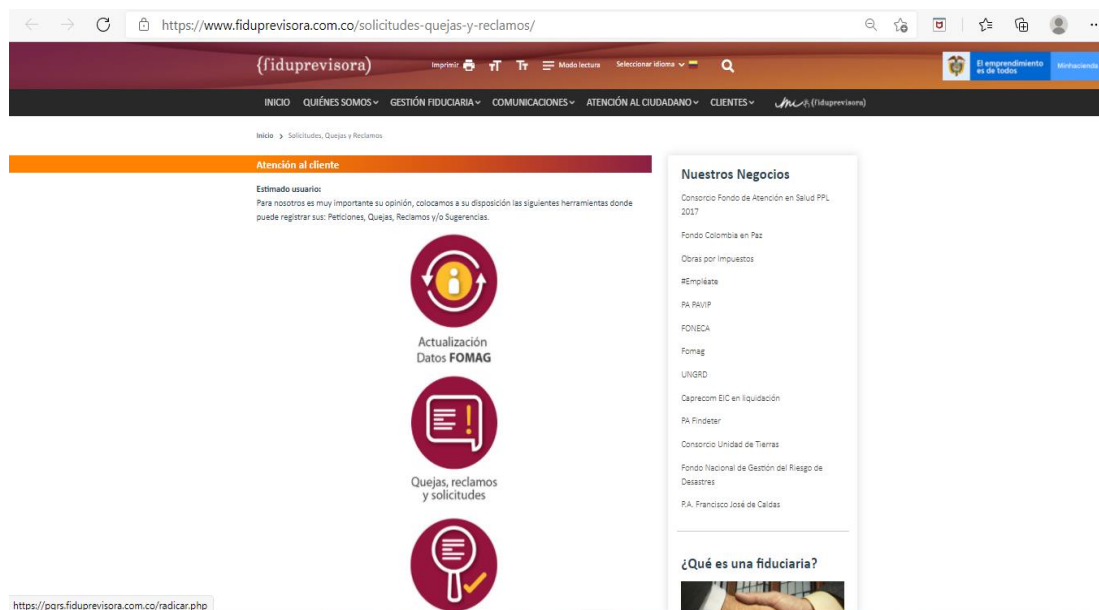 https://www.fiduprevisora.com.co/solicitudes-quejas-y-reclamos/
{fiduprevisora) Imprimir Modo lectura Seleccionar idioma
El emprendimiento
es de todos
Minhacienda
INICIO QUIÉNES SOMOS GESTIÓN FIDUCIARIA COMUNICACIONES ATENCIÓN AL CIUDADANO CLIENTES mi {fiduprevisora)
Inicio > Solicitudes, Quejas y Reclamos
Atención al cliente
Estimado usuario:
Para nosotros es muy importante su opinión, colocamos a su disposición las siguientes herramientas donde
puede registrar sus: Peticiones, Quejas, Reclamos y/o Sugerencias.
Actualización
Datos FOMAG
Quejas, reclamos
y solicitudes
Nuestros Negocios
Consorcio Fondo de Atención en Salud PPL
2017
Fondo Colombia en Paz
Obras por Impuestos
#Empléate
PA PAVIP
FONECA
Fomag
UNGRD
Caprecom EIC en liquidación
PA Findeter
Consorcio Unidad de Tierras
Fondo Nacional de Gestión del Riesgo de
Desastres
P.A. Francisco José de Caldas
¿Qué es una fiduciaria?
https://pqrs.fiduprevisora.com.co/radicar.php